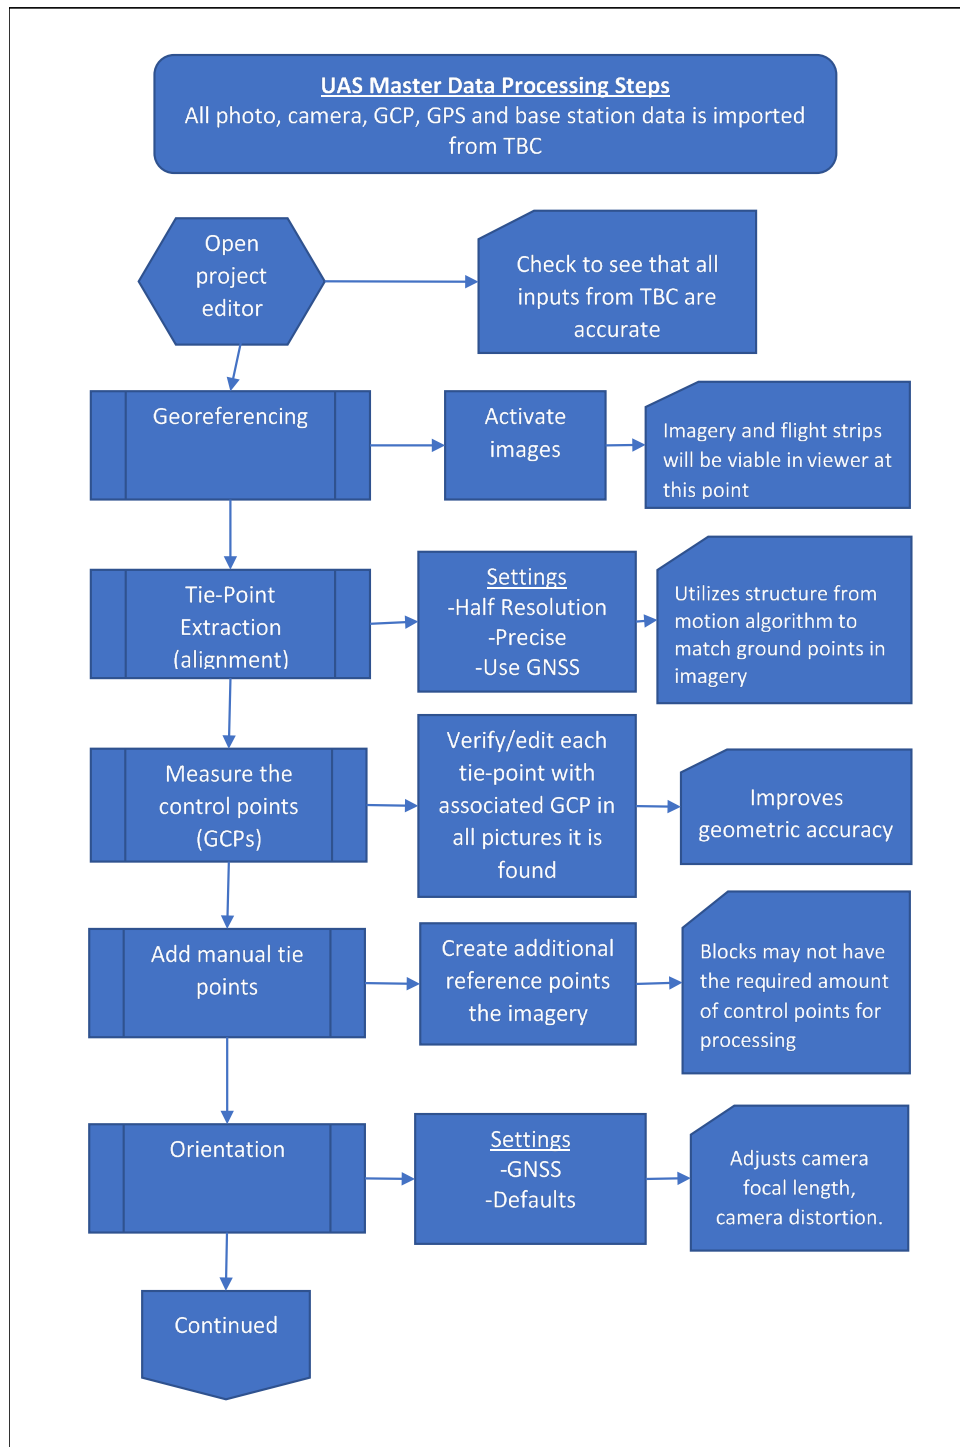 UAS Master Data Processing Steps
All photo, camera, GCP, GPS and base station data is imported
from TBC
Open
project
editor
Check to see that all
inputs from TBC are
accurate
Georeferencing
Activate
images
Imagery and flight strips
will be viable in viewer at
this point
Tie-Point
Extraction
(alignment)
Settings
-Half Resolution
-Precise
-Use GNSS
Utilizes structure from
motion algorithm to
match ground points in
imagery
Measure the
control points
(GCPs)
Verify/edit each
tie-point with
associated GCP in
all pictures it is
found
Improves
geometric accuracy
Add manual tie
points
Create additional
reference points
the imagery
Blocks may not have
the required amount
of control points for
processing
Orientation
Settings
-GNSS
-Defaults
Adjusts camera
focal length,
camera distortion.
Continued